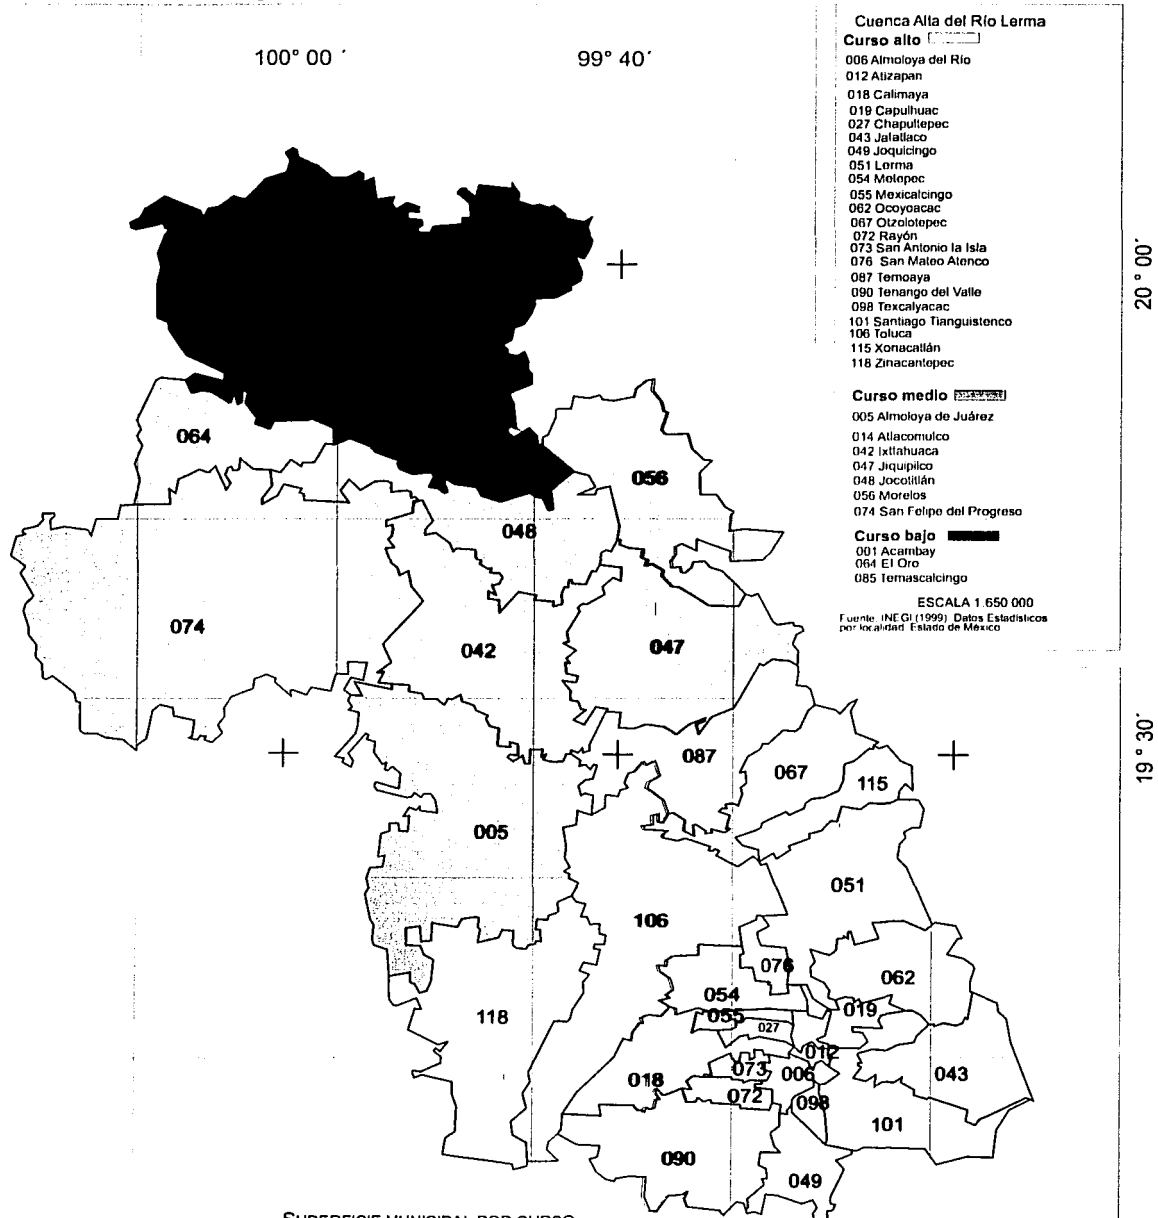 Cuenca Alta del Río Lerma
Curso alto
006 Almoloya del Río
012 Atizapan
018 Calimaya
019 Capulhuac
027 Chapultepec
043 Jalatlaco
049 Joquicingo
051 Lerma
054 Metepec
055 Mexicalcingo
062 Ocoyoacac
067 Otzolotepec
072 Rayón
073 San Antonio la Isla
076 San Mateo Atenco
087 Temoaya
090 Tenango del Valle
098 Texcalyacac
101 Santiago Tianguistenco
106 Toluca
115 Xonacatlán
118 Zinacantepec
Curso medio
005 Almoloya de Juárez
014 Atlacomulco
042 Ixtlahuaca
047 Jiquipilco
048 Jocotitlán
056 Morelos
074 San Felipe del Progreso
Curso bajo
001 Acambay
064 El Oro
085 Temascalcingo
ESCALA 1:650 000
Fuente: INEGI (1999) Datos Estadísticos
por localidad. Estado de México
100° 00 ´
99° 40 ´
20 ° 00´
19 ° 30´
064
056
048
074
042
047
087
067
115
005
051
106
076
062
054
019
118
055
027
012
073
006
043
018
072
098
101
090
049
SUPERFICIE MUNICIPAL POR CURSO